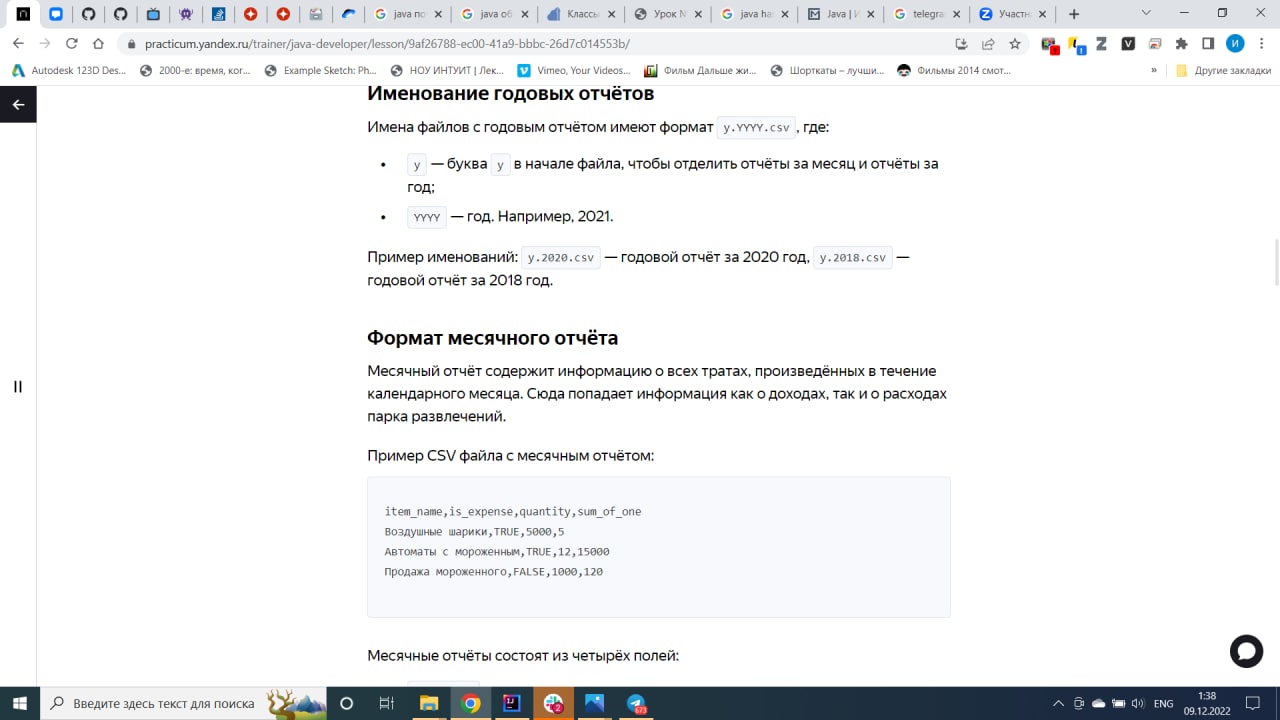 java по
java об
Классы
Урок N
java ha
Java | И
telegra
Участн
practicum.yandex.ru/trainer/java-developer/lesson/9af06785-ec00-41a9-bbbc-26d7c014553b/
И
Autodesk 123D Des...
2000-е: время, ког...
Example Sketch: Ph...
НОУ ИНТУИТ | Лек...
Vimeo, Your Videos...
Фильм Дальше жи...
Шорткаты – лучши...
Фильмы 2014 смот...
»
Другие закладки
Именование годовых отчётов
Имена файлов с годовым отчётом имеют формат y.YYYY.csv, где:
• y — буква y в начале файла, чтобы отделить отчёты за месяц и отчёты за
год;
• YYYY — год. Например, 2021.
Пример именований: y.2020.csv — годовой отчёт за 2020 год, y.2018.csv —
годовой отчёт за 2018 год.
Формат месячного отчёта
Месячный отчёт содержит информацию о всех тратах, произведённых в течение
календарного месяца. Сюда попадает информация как о доходах, так и о расходах
парка развлечений.
Пример CSV файла с месячным отчётом:
item_name,is_expense,quantity,sum_of_one
Воздушные шарики,TRUE,5000,5
Автоматы с мороженным,TRUE,12,15000
Продажа мороженного,FALSE,1000,120
Месячные отчёты состоят из четырёх полей:
Введите здесь текст для поиска
2
673
ENG
1:38
09.12.2022